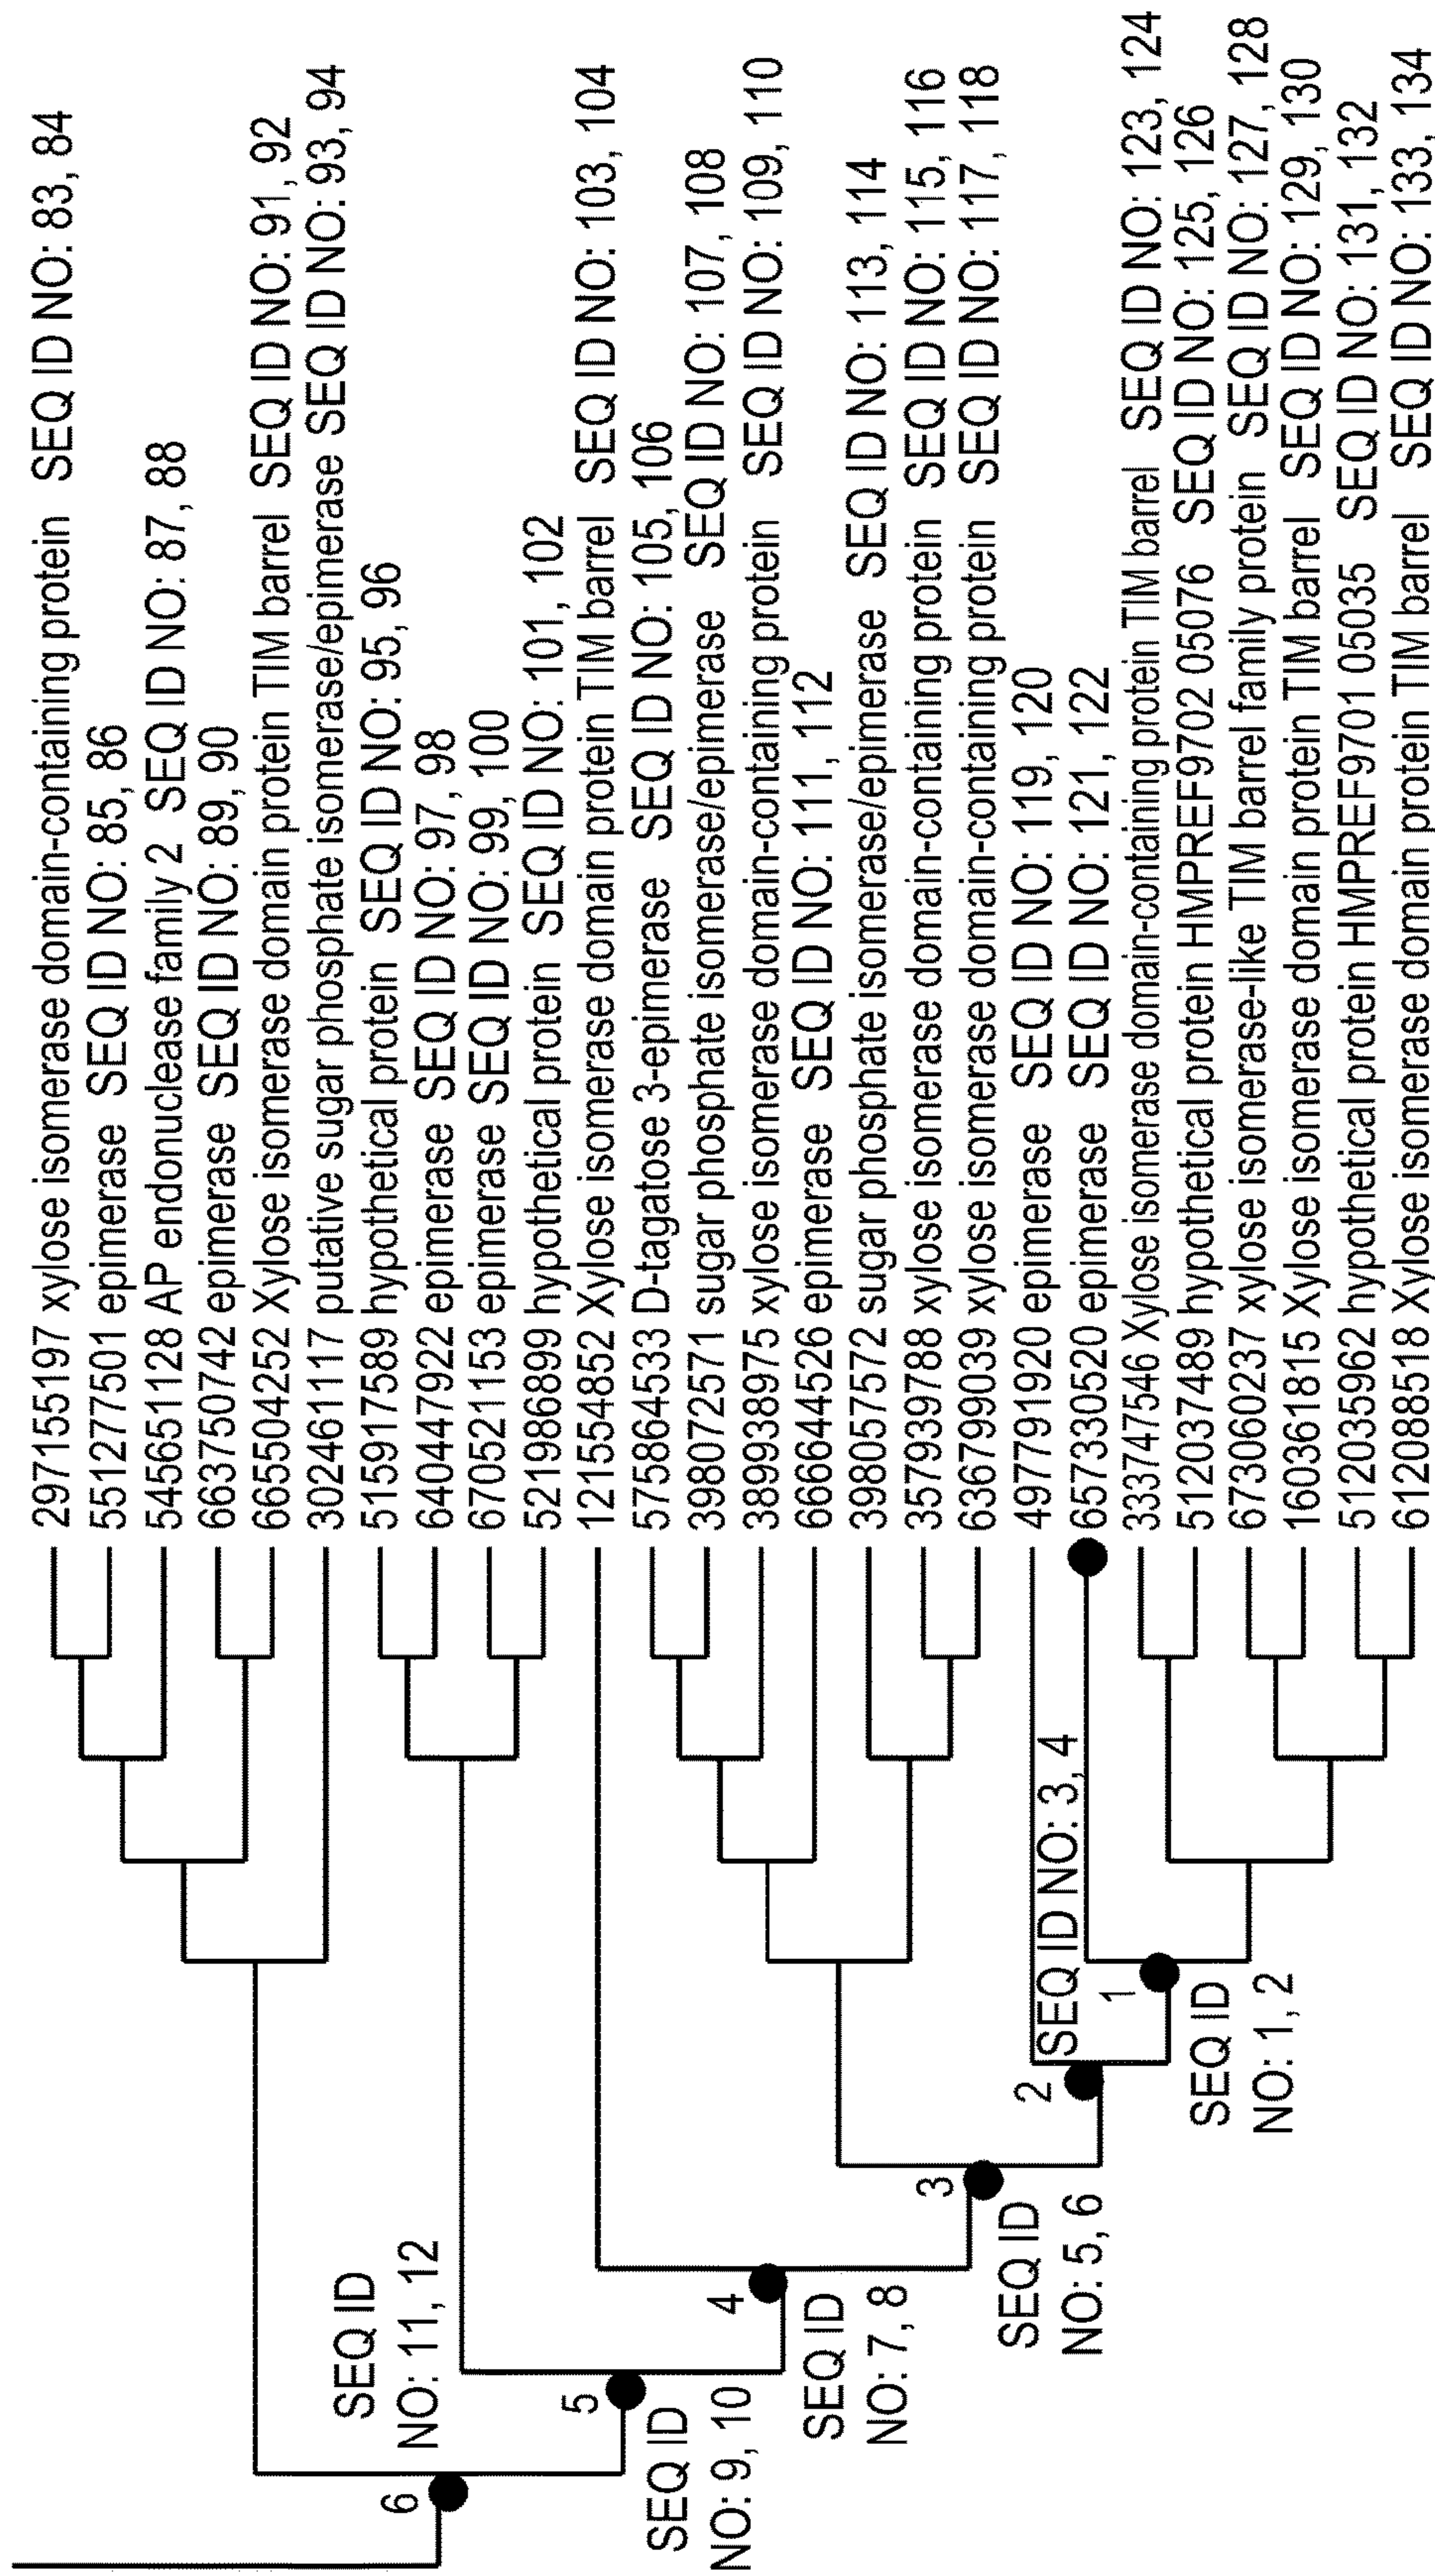 297155197 xylose isomerase domain-containing protein SEQ ID NO: 83, 84
551277501 epimerase SEQ ID NO: 85, 86
545651128 AP endonuclease family 2 SEQ ID NO: 87, 88
663750742 epimerase SEQ ID NO: 89, 90
665504252 Xylose isomerase domain protein TIM barrel SEQ ID NO: 91, 92
302461117 putative sugar phosphate isomerase/epimerase SEQ ID NO: 93, 94
515917589 hypothetical protein SEQ ID NO: 95, 96
640447922 epimerase SEQ ID NO: 97, 98
670521153 epimerase SEQ ID NO: 99, 100
521986899 hypothetical protein SEQ ID NO: 101, 102
121554852 Xylose isomerase domain protein TIM barrel SEQ ID NO: 103, 104
575864533 D-tagatose 3-epimerase SEQ ID NO: 105, 106
398072571 sugar phosphate isomerase/epimerase SEQ ID NO: 107, 108
389938975 xylose isomerase domain-containing protein SEQ ID NO: 109, 110
666644526 epimerase SEQ ID NO: 111, 112
398057572 sugar phosphate isomerase/epimerase SEQ ID NO: 113, 114
357939788 xylose isomerase domain-containing protein SEQ ID NO: 115, 116
636799039 xylose isomerase domain-containing protein SEQ ID NO: 117, 118
497791920 epimerase SEQ ID NO: 119, 120
657330520 epimerase SEQ ID NO: 121, 122
333747546 Xylose isomerase domain-containing protein TIM barrel SEQ ID NO: 123, 124
512037489 hypothetical protein HMPREF9702 05076 SEQ ID NO: 125, 126
673060237 xylose isomerase-like TIM barrel family protein SEQ ID NO: 127, 128
160361815 Xylose isomerase domain protein TIM barrel SEQ ID NO: 129, 130
512035962 hypothetical protein HMPREF9701 05035 SEQ ID NO: 131, 132
612088518 Xylose isomerase domain protein TIM barrel SEQ ID NO: 133, 134
6
SEQ ID
NO: 11, 12
5
SEQ ID
NO: 9, 10
4
SEQ ID
NO: 7, 8
3
SEQ ID
NO: 5, 6
2
SEQ ID NO: 3, 4
1
SEQ ID
NO: 1, 2